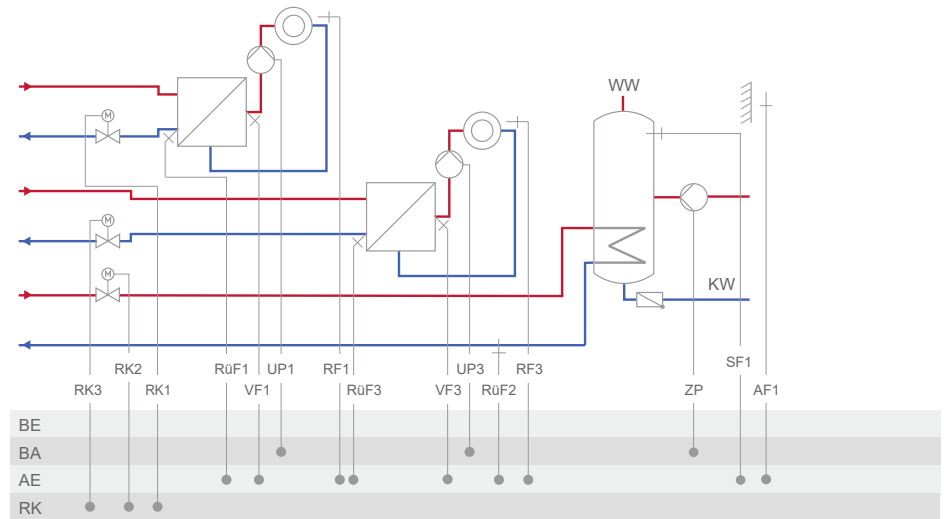 WW
M
M
M
KW
RK2
RüF1
UP1
RF1
UP3
RF3
SF1
RK3
RK1
VF1
RüF3
VF3
RüF2
ZP
AF1
BE
BA
AE
RK